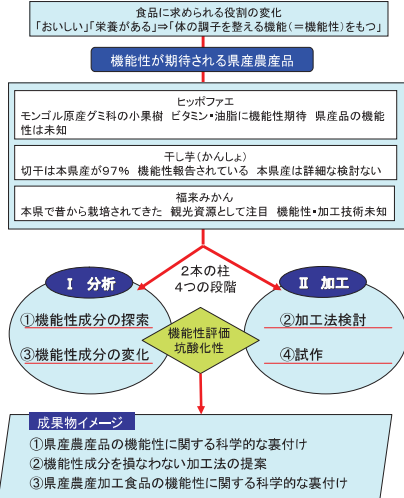 食品に求められる役割の変化
「おいしい」「栄養がある」⇒「体の調子を整える機能(=機能性)をもつ」
機能性が期待される県産農産品
ヒッポファエ
モンゴル原産グミ科の小果樹 ビタミン・油脂に機能性期待 県産品の機能
性は未知
干し芋(かんしょ)
切干は本県産が97% 機能性報告されている 本県産は詳細な検討ない
福来みかん
本県で昔から栽培されてきた 観光資源として注目 機能性・加工技術未知
2本の柱
4つの段階
Ⅰ 分析
①機能性成分の探索
③機能性成分の変化
機能性評価
坑酸化性
Ⅱ 加工
②加工法検討
④試作
成果物イメージ
①県産農産品の機能性に関する科学的な裏付け
②機能性成分を損なわない加工法の提案
③県産農産加工食品の機能性に関する科学的な裏付け